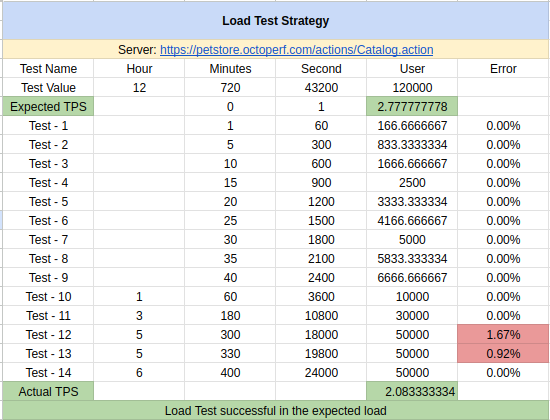 Load Test Strategy
Server: https://petstore.octoperf.com/actions/Catalog.action
Test Name Hour Minutes Second User Error
Test Value 12 720 43200 120000
Expected TPS 0 1 2.777777778
Test - 1 1 60 166.6666667 0.00%
Test - 2 5 300 833.3333334 0.00%
Test - 3 10 600 1666.666667 0.00%
Test - 4 15 900 2500 0.00%
Test - 5 20 1200 3333.333334 0.00%
Test - 6 25 1500 4166.666667 0.00%
Test - 7 30 1800 5000 0.00%
Test - 8 35 2100 5833.333334 0.00%
Test - 9 40 2400 6666.666667 0.00%
Test - 10 1 60 3600 10000 0.00%
Test - 11 3 180 10800 30000 0.00%
Test - 12 5 300 18000 50000 1.67%
Test - 13 5 330 19800 50000 0.92%
Test - 14 6 400 24000 50000 0.00%
Actual TPS 2.083333334
Load Test successful in the expected load